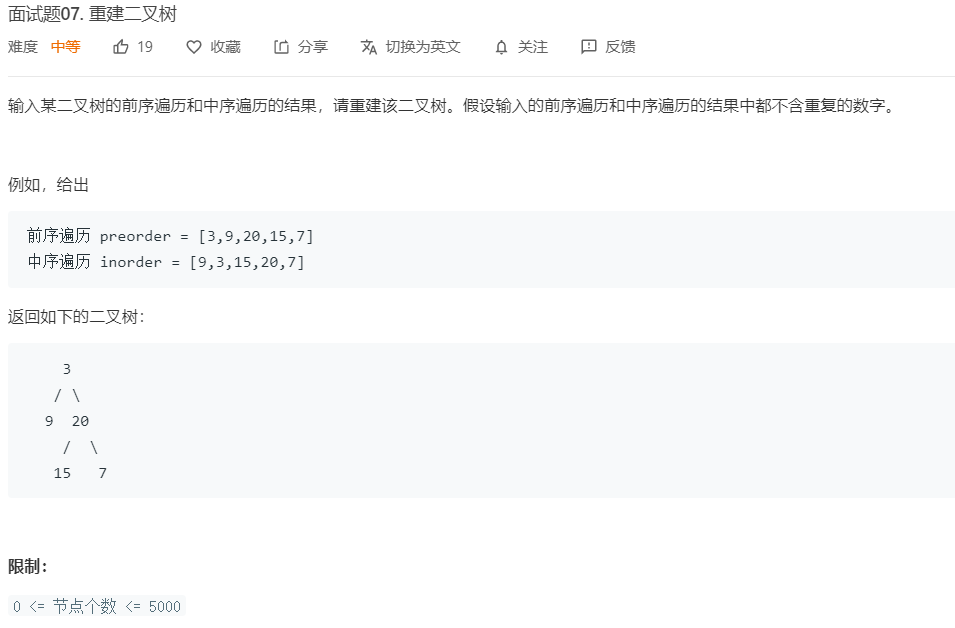 面试题07. 重建二叉树
难度 中等 19 收藏 分享 切换为英文 关注 反馈
输入某二叉树的前序遍历和中序遍历的结果，请重建该二叉树。假设输入的前序遍历和中序遍历的结果中都不含重复的数字。
例如，给出
前序遍历 preorder = [3,9,20,15,7]
中序遍历 inorder = [9,3,15,20,7]
返回如下的二叉树：
3
/ \
9 20
/ \
15 7
限制：
0 <= 节点个数 <= 5000